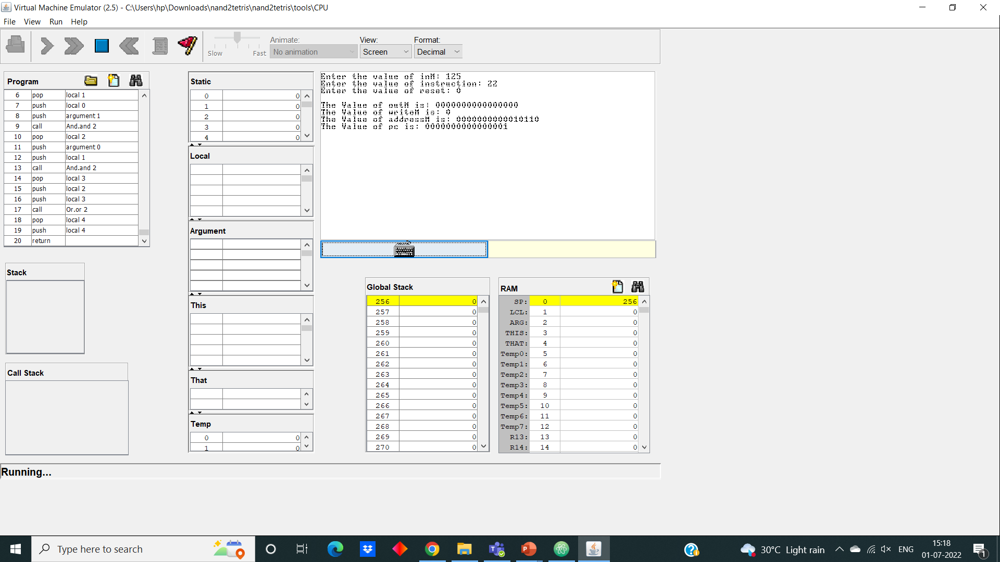 Virtual Machine Emulator (2.5) - C:\Users\hp\Downloads\nand2tetris\nand2tetris\tools\CPU
File View Run Help
Slow Fast
Animate:
No animation
View:
Screen
Format:
Decimal
Program
6 pop local 1
7 push local 0
8 push argument 1
9 call And.and 2
10 pop local 2
11 push argument 0
12 push local 1
13 call And.and 2
14 pop local 3
15 push local 2
16 push local 3
17 call Or.or 2
18 pop local 4
19 push local 4
20 return
Stack
Call Stack
Static
0 0
1 0
2 0
3 0
4 0
Local
Argument
This
That
Temp
0 0
1 0
Enter the value of inM: 125
Enter the value of instruction: 22
Enter the value of reset: 0
The Value of outM is: 0000000000000000
The Value of writeM is: 0
The Value of addressM is: 0000000000010110
The Value of pc is: 0000000000000001
Global Stack
256 0
257 0
258 0
259 0
260 0
261 0
262 0
263 0
264 0
265 0
266 0
267 0
268 0
269 0
270 0
RAM
SP: 0 256
LCL: 1 0
ARG: 2 0
THIS: 3 0
THAT: 4 0
Temp0: 5 0
Temp1: 6 0
Temp2: 7 0
Temp3: 8 0
Temp4: 9 0
Temp5: 10 0
Temp6: 11 0
Temp7: 12 0
R13: 13 0
R14: 14 0
Running...
Type here to search
30°C Light rain
ENG
15:18
01-07-2022
1